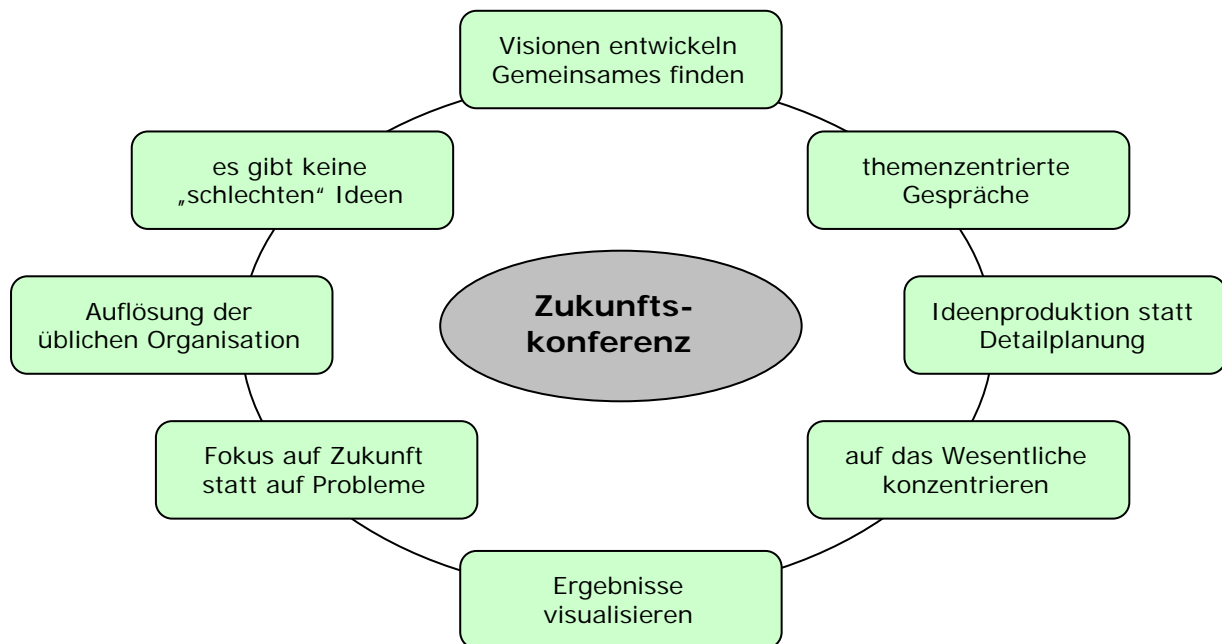 Visionen entwickeln
Gemeinsames finden
es gibt keine
„schlechten“ Ideen
themenzentrierte
Gespräche
Auflösung der
üblichen Organisation
Zukunfts-
konferenz
Ideenproduktion statt
Detailplanung
Fokus auf Zukunft
statt auf Probleme
auf das Wesentliche
konzentrieren
Ergebnisse
visualisieren